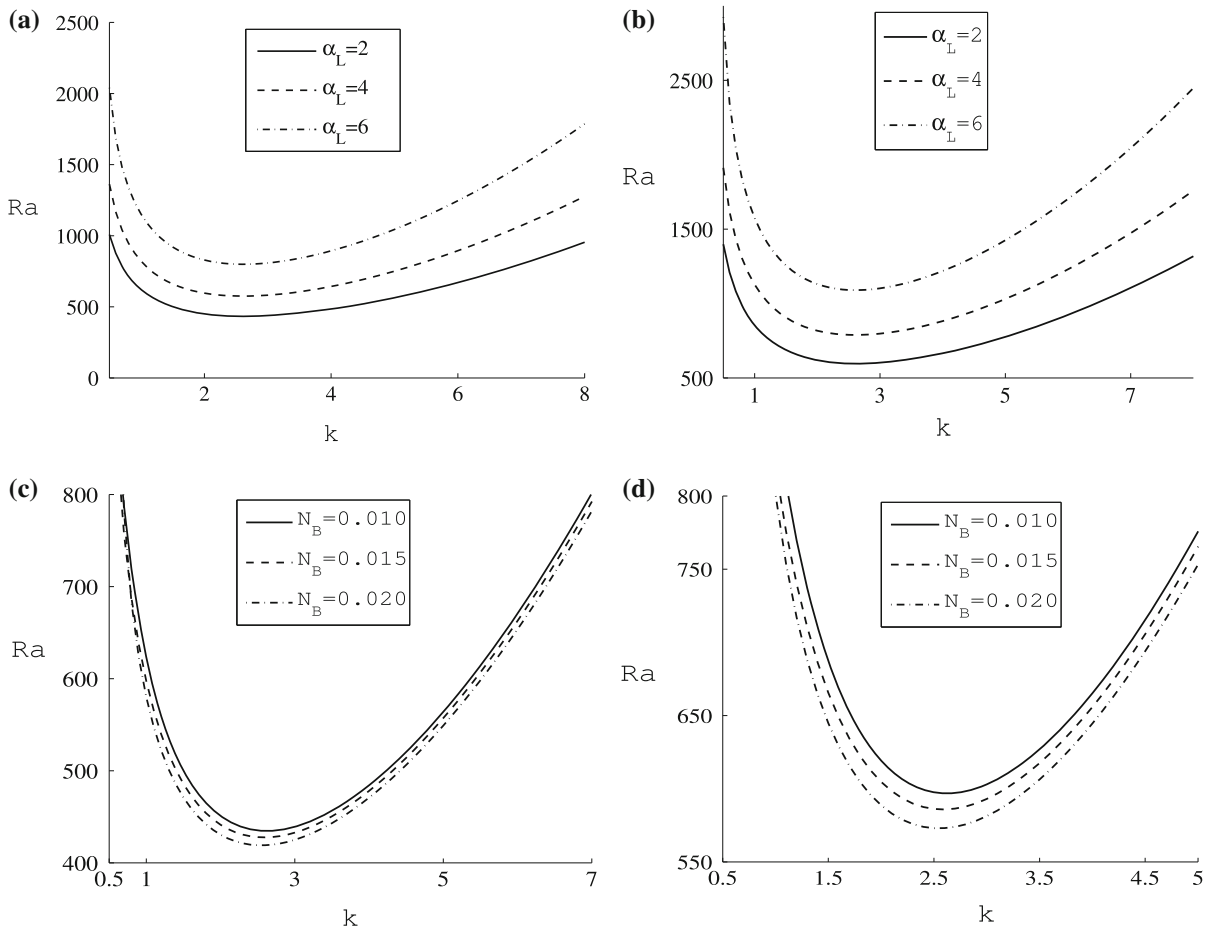 (a)
2500
2000
1500
1000
500
0
Ra
α_L=2
α_L=4
α_L=6
2 4 6 8
k
(b)
2500
1500
500
Ra
α_L=2
α_L=4
α_L=6
1 3 5 7
k
(c)
800
700
600
500
400
Ra
N_B=0.010
N_B=0.015
N_B=0.020
0.5 1 3 5 7
k
(d)
800
750
650
550
Ra
N_B=0.010
N_B=0.015
N_B=0.020
0.5 1.5 2.5 3.5 4.5 5
k